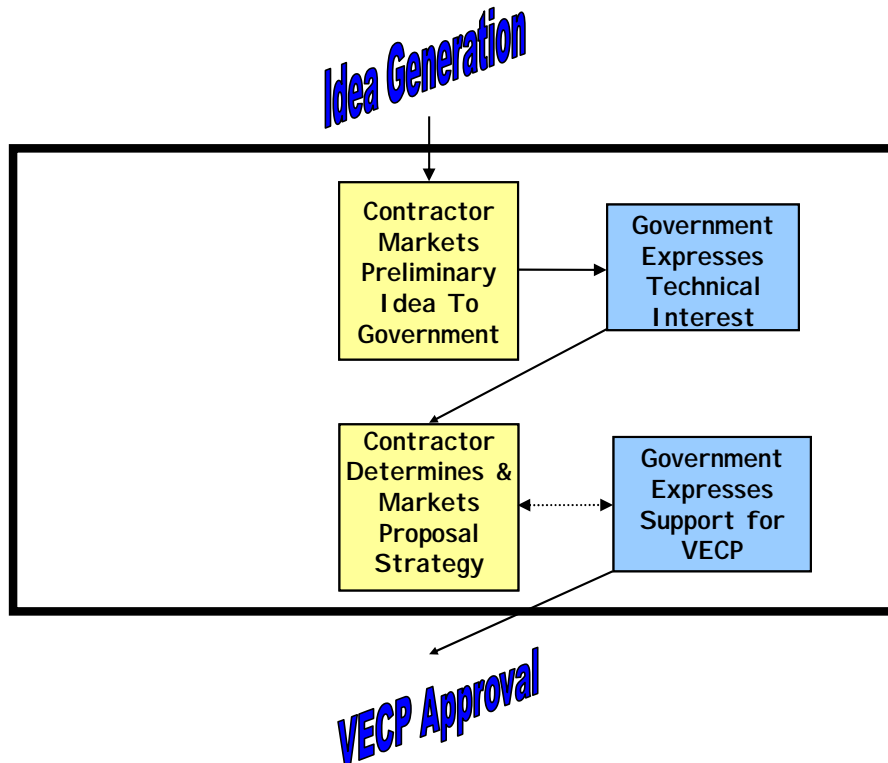 Idea Generation
Contractor
Markets
Preliminary
Idea To
Government
Government
Expresses
Technical
Interest
Contractor
Determines &
Markets
Proposal
Strategy
Government
Expresses
Support for
VECP
VECP Approval